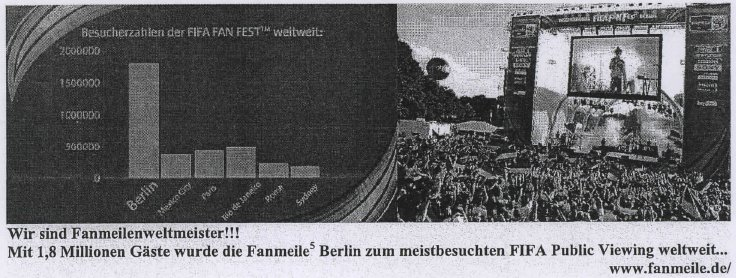 Besucherzahlen der FIFA FAN FEST™ weltweit:
2000000
1500000
1000000
500000
0
Berlin
Mexico City
Paris
Rio de Janeiro
Rome
Sydney
Wir sind Fanmeilenweltmeister!!!
Mit 1,8 Millionen Gäste wurde die Fanmeile⁵ Berlin zum meistbesuchten FIFA Public Viewing weltweit...
www.fanmeile.de/